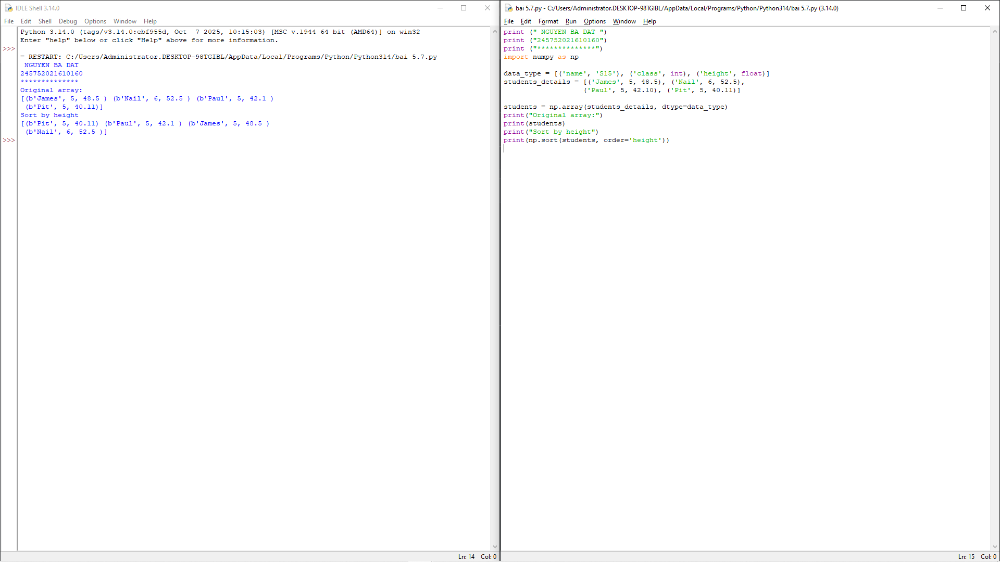 IDLE Shell 3.14.0
File Edit Shell Debug Options Window Help
Python 3.14.0 (tags/v3.14.0:ebf955d, Oct  7 2025, 10:15:03) [MSC v.1944 64 bit (AMD64)] on win32
Enter "help" below or click "Help" above for more information.
>>>
= RESTART: C:/Users/Administrator.DESKTOP-98TGIBL/AppData/Local/Programs/Python/Python314/bai 5.7.py
 NGUYEN BA DAT
245752021610160
**************
Original array:
[(b'James', 5, 48.5 ) (b'Nail', 6, 52.5 ) (b'Paul', 5, 42.1 )
 (b'Pit', 5, 40.11)]
Sort by height
[(b'Pit', 5, 40.11) (b'Paul', 5, 42.1 ) (b'James', 5, 48.5 )
 (b'Nail', 6, 52.5 )]
>>>
Ln: 14 Col: 0
bai 5.7.py - C:/Users/Administrator.DESKTOP-98TGIBL/AppData/Local/Programs/Python/Python314/bai 5.7.py (3.14.0)
File Edit Format Run Options Window Help
print (" NGUYEN BA DAT ")
print ("245752021610160")
print ("**************")
import numpy as np
data_type = [('name', 'S15'), ('class', int), ('height', float)]
students_details = [('James', 5, 48.5), ('Nail', 6, 52.5),
                   ('Paul', 5, 42.10), ('Pit', 5, 40.11)]
students = np.array(students_details, dtype=data_type)
print("Original array:")
print(students)
print("Sort by height")
print(np.sort(students, order='height'))
Ln: 15 Col: 0